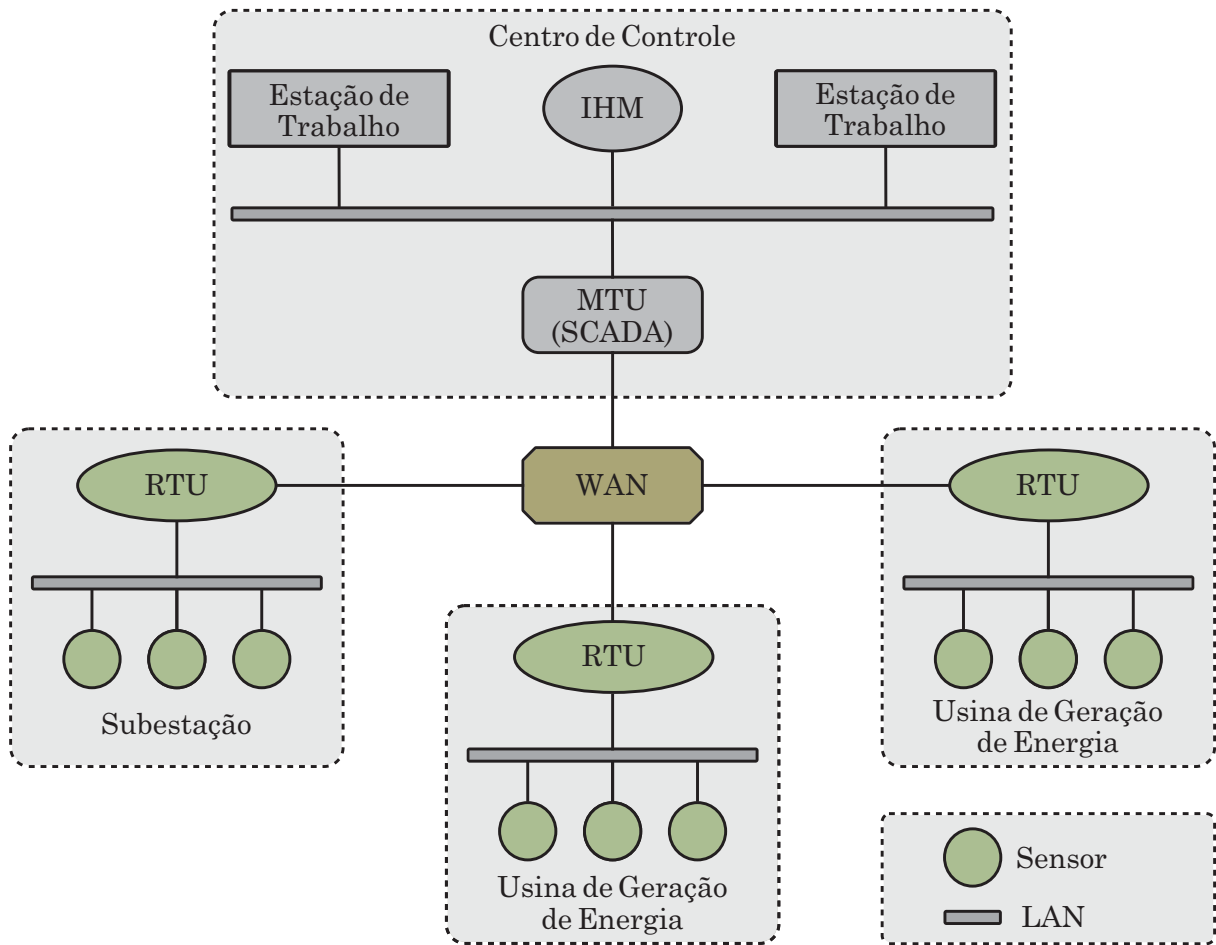 Centro de Controle
Estação de
Trabalho
IHM
Estação de
Trabalho
MTU
(SCADA)
RTU
WAN
RTU
Subestação
RTU
Usina de Geração
de Energia
Usina de Geração
de Energia
Sensor
LAN